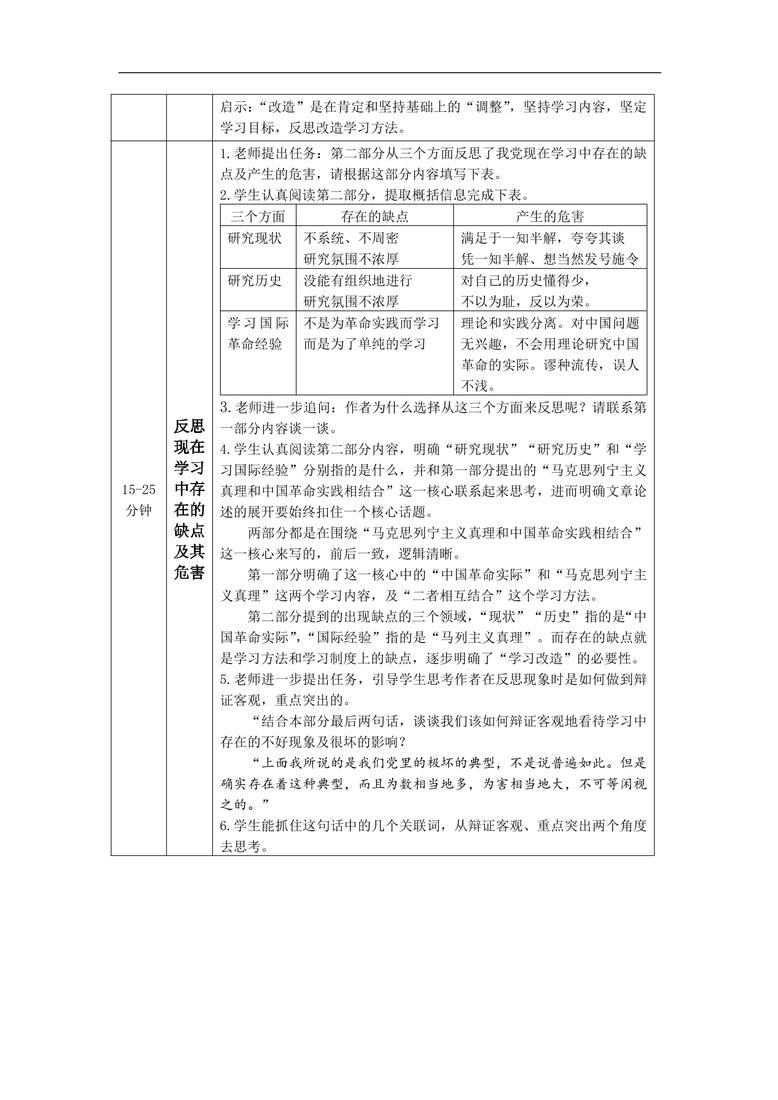 启示：“改造”是在肯定和坚持基础上的“调整”，坚持学习内容，坚定
学习目标，反思改造学习方法。
15-25
分钟
反思
现在
学习
中存
在的
缺点
及其
危害
1.老师提出任务：第二部分从三个方面反思了我党现在学习中存在的缺
点及产生的危害，请根据这部分内容填写下表。
2.学生认真阅读第二部分，提取概括信息完成下表。
三个方面 存在的缺点 产生的危害
研究现状 不系统、不周密 满足于一知半解，夸夸其谈
研究氛围不浓厚 凭一知半解、想当然发号施令
研究历史 没能有组织地进行 对自己的历史懂得少，
研究氛围不浓厚 不以为耻，反以为荣。
学习国际 不是为革命实践而学习 理论和实践分离。对中国问题
革命经验 而是为了单纯的学习 无兴趣，不会用理论研究中国
革命的实际。谬种流传，误人
不浅。
3.老师进一步追问：作者为什么选择从这三个方面来反思呢？请联系第
一部分内容谈一谈。
4.学生认真阅读第二部分内容，明确“研究现状”“研究历史”和“学
习国际经验”分别指的是什么，并和第一部分提出的“马克思列宁主义
真理和中国革命实践相结合”这一核心联系起来思考，进而明确文章论
述的展开要始终扣住一个核心话题。
两部分都是在围绕“马克思列宁主义真理和中国革命实践相结合”
这一核心来写的，前后一致，逻辑清晰。
第一部分明确了这一核心中的“中国革命实际”和“马克思列宁主
义真理”这两个学习内容，及“二者相互结合”这个学习方法。
第二部分提到的出现缺点的三个领域，“现状”“历史”指的是“中
国革命实际”，“国际经验”指的是“马列主义真理”。而存在的缺点就
是学习方法和学习制度上的缺点，逐步明确了“学习改造”的必要性。
5.老师进一步提出任务，引导学生思考作者在反思现象时是如何做到辩
证客观，重点突出的。
“结合本部分最后两句话，谈谈我们该如何辩证客观地看待学习中
存在的不好现象及很坏的影响？
“上面我所说的是我们党里的极坏的典型，不是说普遍如此。但是
确实存在着这种典型，而且为数相当地多，为害相当地大，不可等闲视
之的。”
6.学生能抓住这句话中的几个关联词，从辩证客观、重点突出两个角度
去思考。